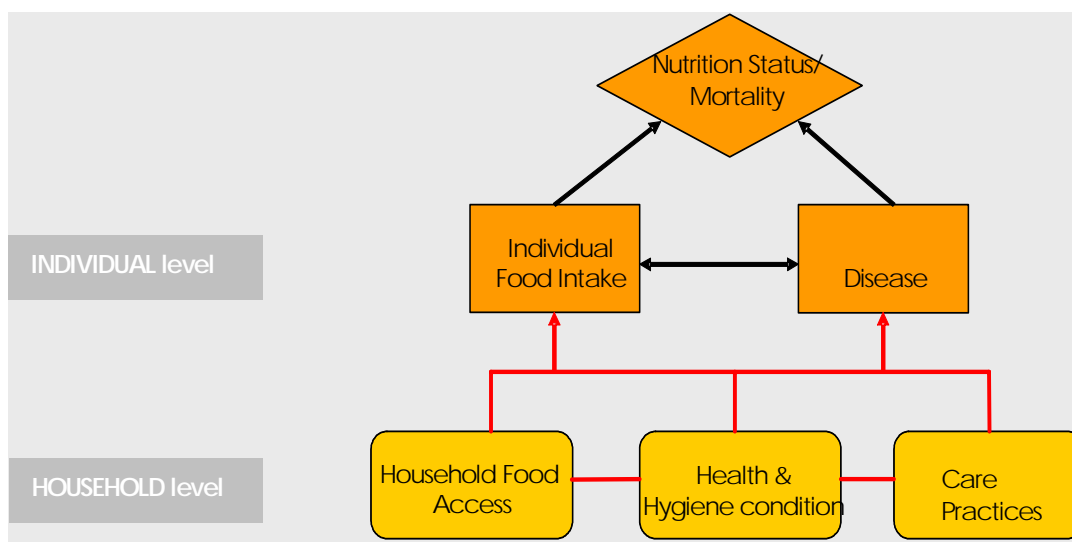 Nutrition Status/
Mortality
INDIVIDUAL level
Individual
Food Intake
Disease
HOUSEHOLD level
Household Food
Access
Health &
Hygiene condition
Care
Practices